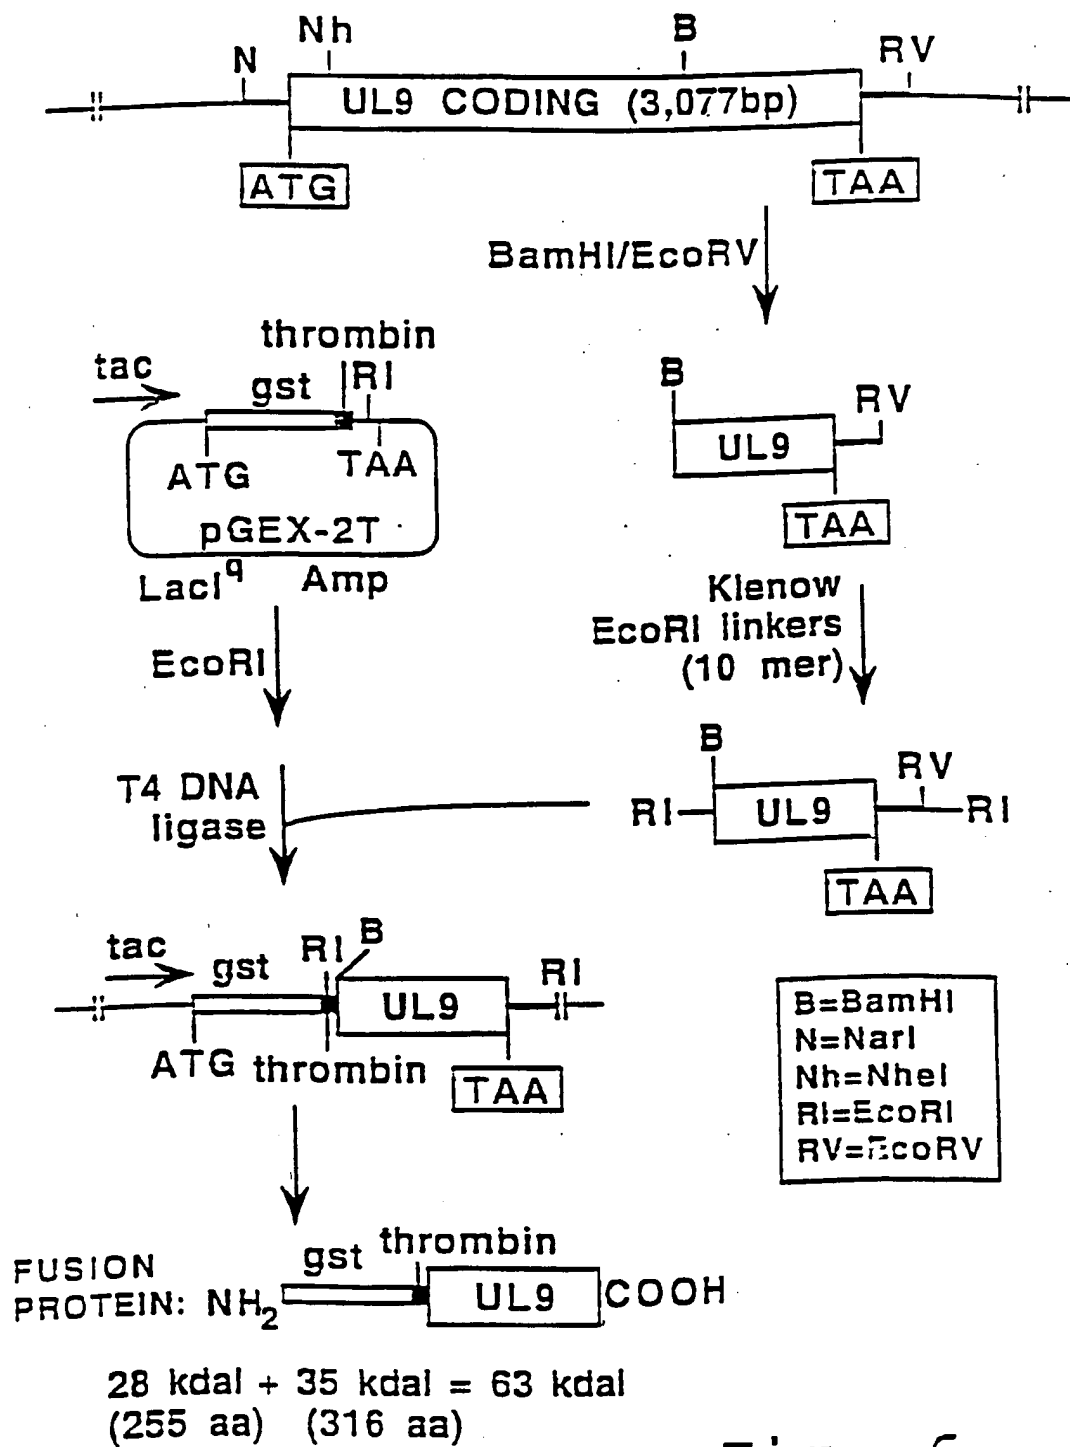 N
Nh
B
RV
UL9 CODING (3,077bp)
ATG
TAA
BamHI/EcoRV
tac
thrombin
gst
RI
ATG
TAA
pGEX-2T
LacI^q
Amp
B
RV
UL9
TAA
EcoRI
Klenow
EcoRI linkers
(10 mer)
T4 DNA
ligase
B
RV
RI
UL9
RI
TAA
tac
gst
RI
B
RI
UL9
ATG
thrombin
TAA
B=BamHI
N=NarI
Nh=NheI
RI=EcoRI
RV=EcoRV
gst
thrombin
FUSION
PROTEIN: NH₂
UL9
COOH
28 kdal + 35 kdal = 63 kdal
(255 aa) (316 aa)